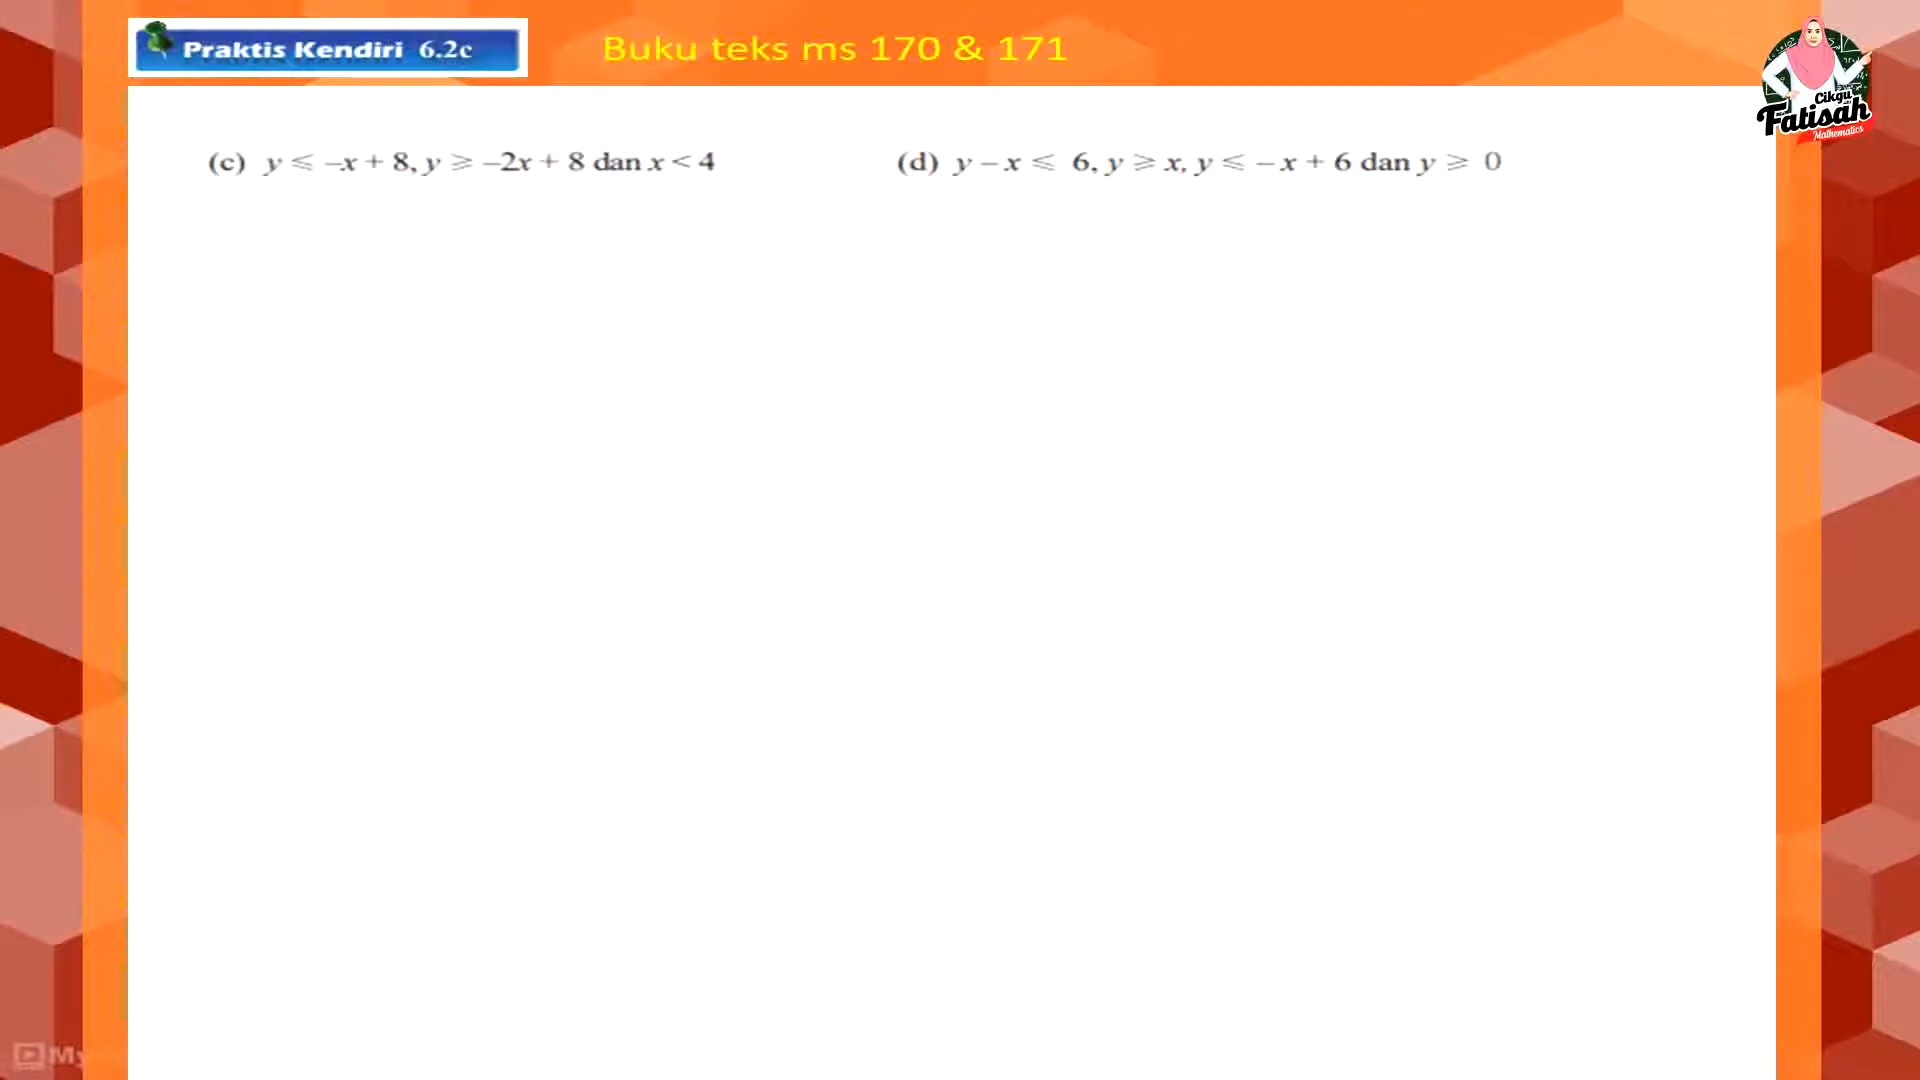 Praktis Kendiri 6.2c
Buku teks ms 170 & 171
Cikgu
Fatisah
Mathematics
(c) y ⩽ –x + 8, y ⩾ –2x + 8 dan x < 4
(d) y – x ⩽ 6, y ⩾ x, y ⩽ – x + 6 dan y ⩾ 0
My